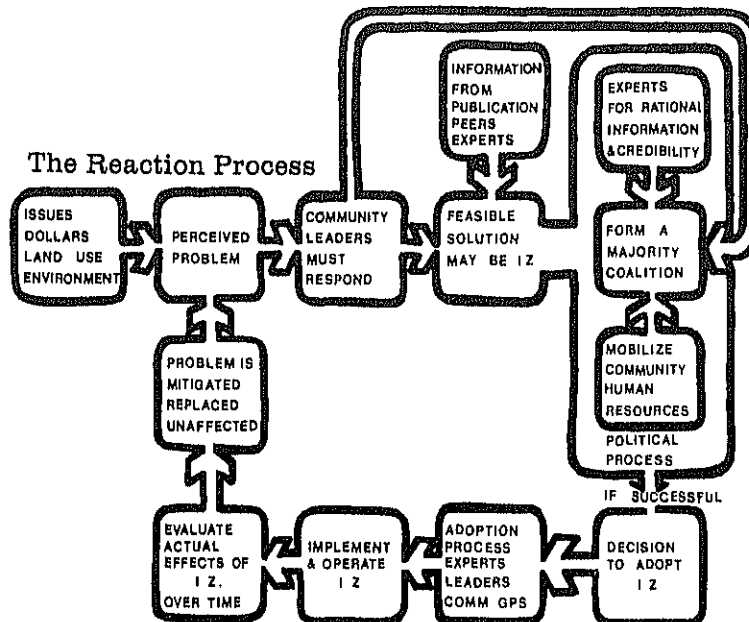 The Reaction Process
ISSUES
DOLLARS
LAND USE
ENVIRONMENT
PERCEIVED
PROBLEM
COMMUNITY
LEADERS
MUST
RESPOND
FEASIBLE
SOLUTION
MAY BE IZ
INFORMATION
FROM
PUBLICATION
PEERS
EXPERTS
EXPERTS
FOR RATIONAL
INFORMATION
& CREDIBILITY
FORM A
MAJORITY
COALITION
MOBILIZE
COMMUNITY
HUMAN
RESOURCES
POLITICAL
PROCESS
IF SUCCESSFUL
DECISION
TO ADOPT
I Z
ADOPTION
PROCESS
EXPERTS
LEADERS
COMM GPS
IMPLEMENT
& OPERATE
I Z
EVALUATE
ACTUAL
EFFECTS OF
I Z.
OVER TIME
PROBLEM IS
MITIGATED
REPLACED
UNAFFECTED